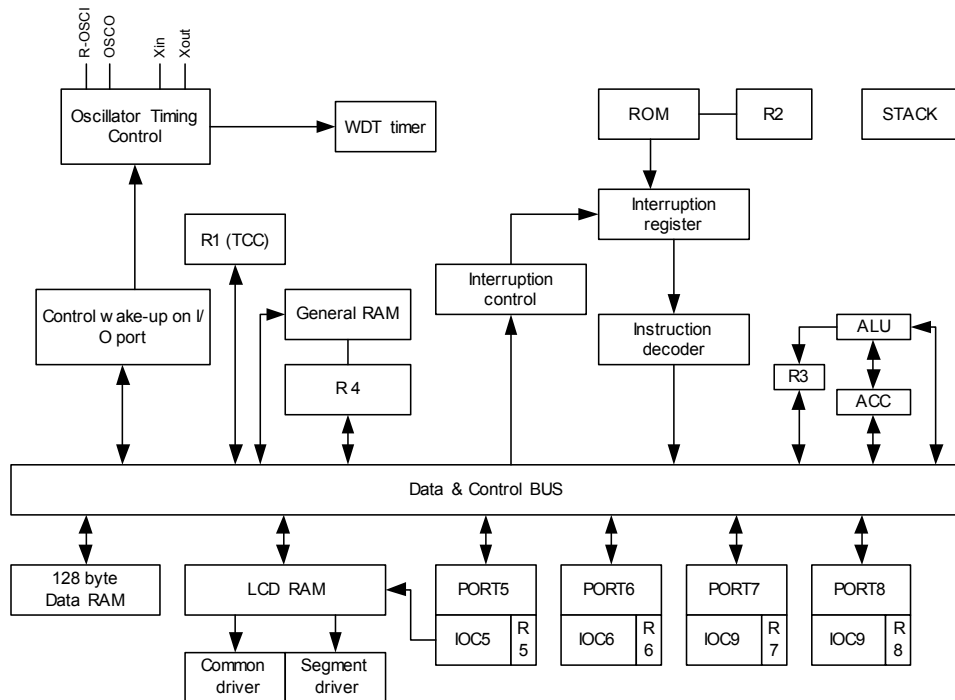 R-OSCI
OSCO
Xin
Xout
Oscillator Timing
Control
WDT timer
ROM
R2
STACK
R1 (TCC)
Interruption
register
Interruption
control
Control wake-up on I/
O port
General RAM
Instruction
decoder
ALU
R3
R4
ACC
Data & Control BUS
128 byte
Data RAM
LCD RAM
PORT5
PORT6
PORT7
PORT8
IOC5
R
5
IOC6
R
6
IOC9
R
7
IOC9
R
8
Common
driver
Segment
driver